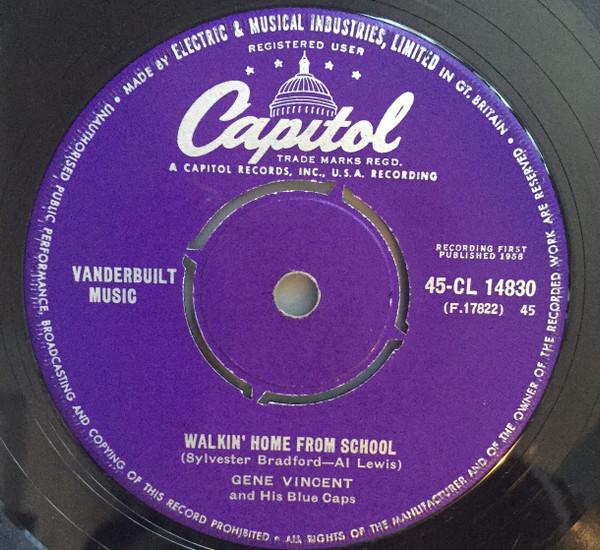 MADE BY ELECTRIC & MUSICAL INDUSTRIES, LIMITED IN GT. BRITAIN • ALL RIGHTS OF THE MANUFACTURER AND OF THE OWNER OF THE RECORDED WORK ARE RESERVED • UNAUTHORISED PUBLIC PERFORMANCE, BROADCASTING AND COPYING OF THIS RECORD PROHIBITED •
REGISTERED USER
Capitol
TRADE MARKS REGD.
A CAPITOL RECORDS, INC., U.S.A. RECORDING
VANDERBUILT
MUSIC
RECORDING FIRST
PUBLISHED 1958
45-CL 14830
(F.17822) 45
WALKIN' HOME FROM SCHOOL
(Sylvester Bradford—Al Lewis)
GENE VINCENT
and His Blue Caps